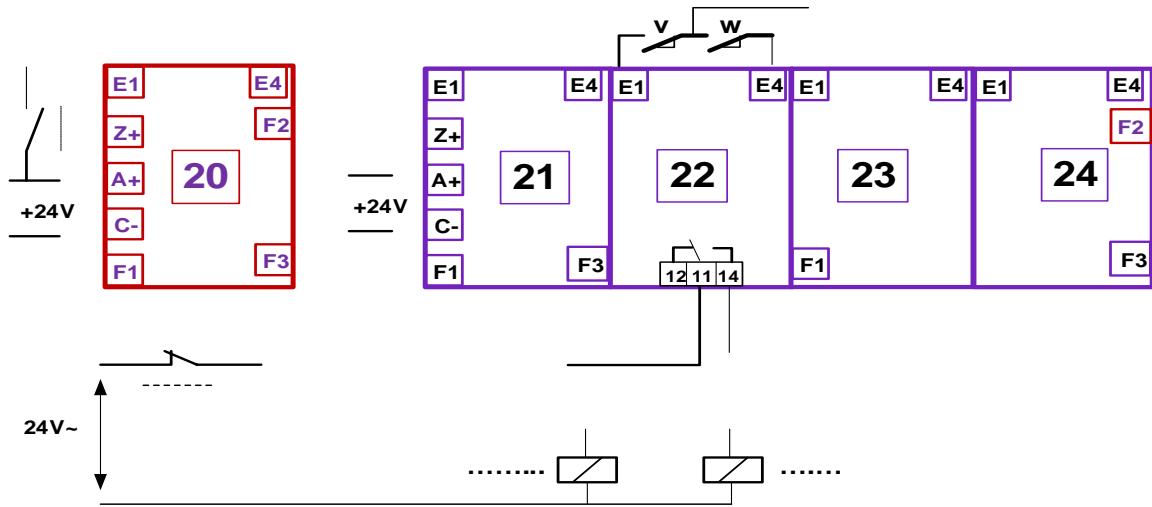 V W
E1 E4 E1 E4 E1 E4 E1 E4 E1 E4
F2 F2
Z+ Z+
20 21 22 23 24
A+ A+
+24V +24V
C- C-
F1 F3 F1 F3 12 11 14 F1 F3
24V~
......... .......